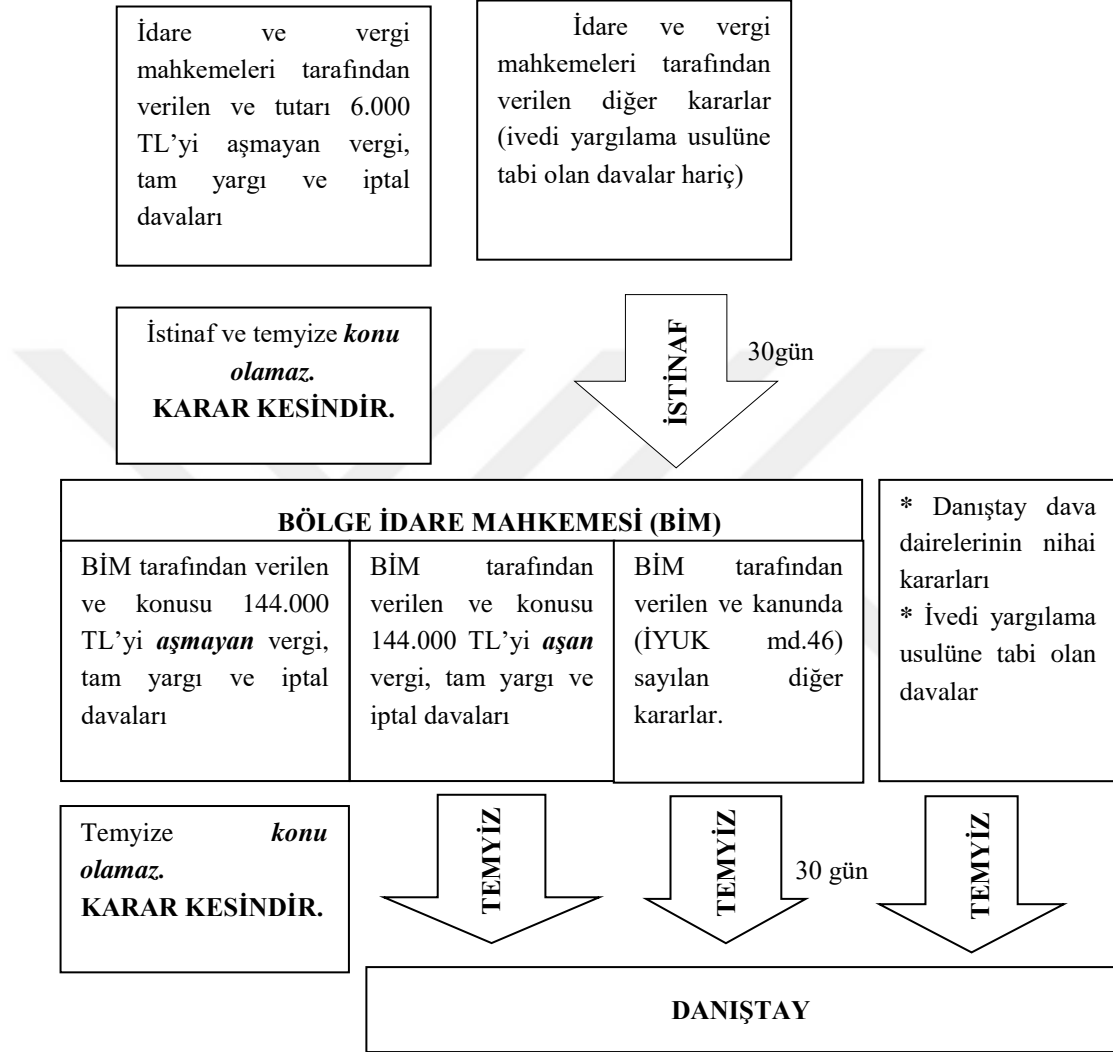 İdare ve vergi
mahkemeleri tarafından
verilen ve tutarı 6.000
TL’yi aşmayan vergi,
tam yargı ve iptal
davaları
İdare ve vergi
mahkemeleri tarafından
verilen diğer kararlar
(ivedi yargılama usulüne
tabi olan davalar hariç)
İstinaf ve temyize konu
olamaz.
KARAR KESİNDİR.
İSTİNAF
30gün
BÖLGE İDARE MAHKEMESİ (BİM)
BİM tarafından verilen
ve konusu 144.000
TL’yi aşmayan vergi,
tam yargı ve iptal
davaları
BİM tarafından
verilen ve konusu
144.000 TL’yi aşan
vergi, tam yargı ve
iptal davaları
BİM tarafından
verilen ve kanunda
(İYUK md.46)
sayılan diğer
kararlar.
* Danıştay dava
dairelerinin nihai
kararları
* İvedi yargılama
usulüne tabi olan
davalar
Temyize konu
olamaz.
KARAR KESİNDİR.
TEMYİZ
TEMYİZ
30 gün
TEMYİZ
DANIŞTAY